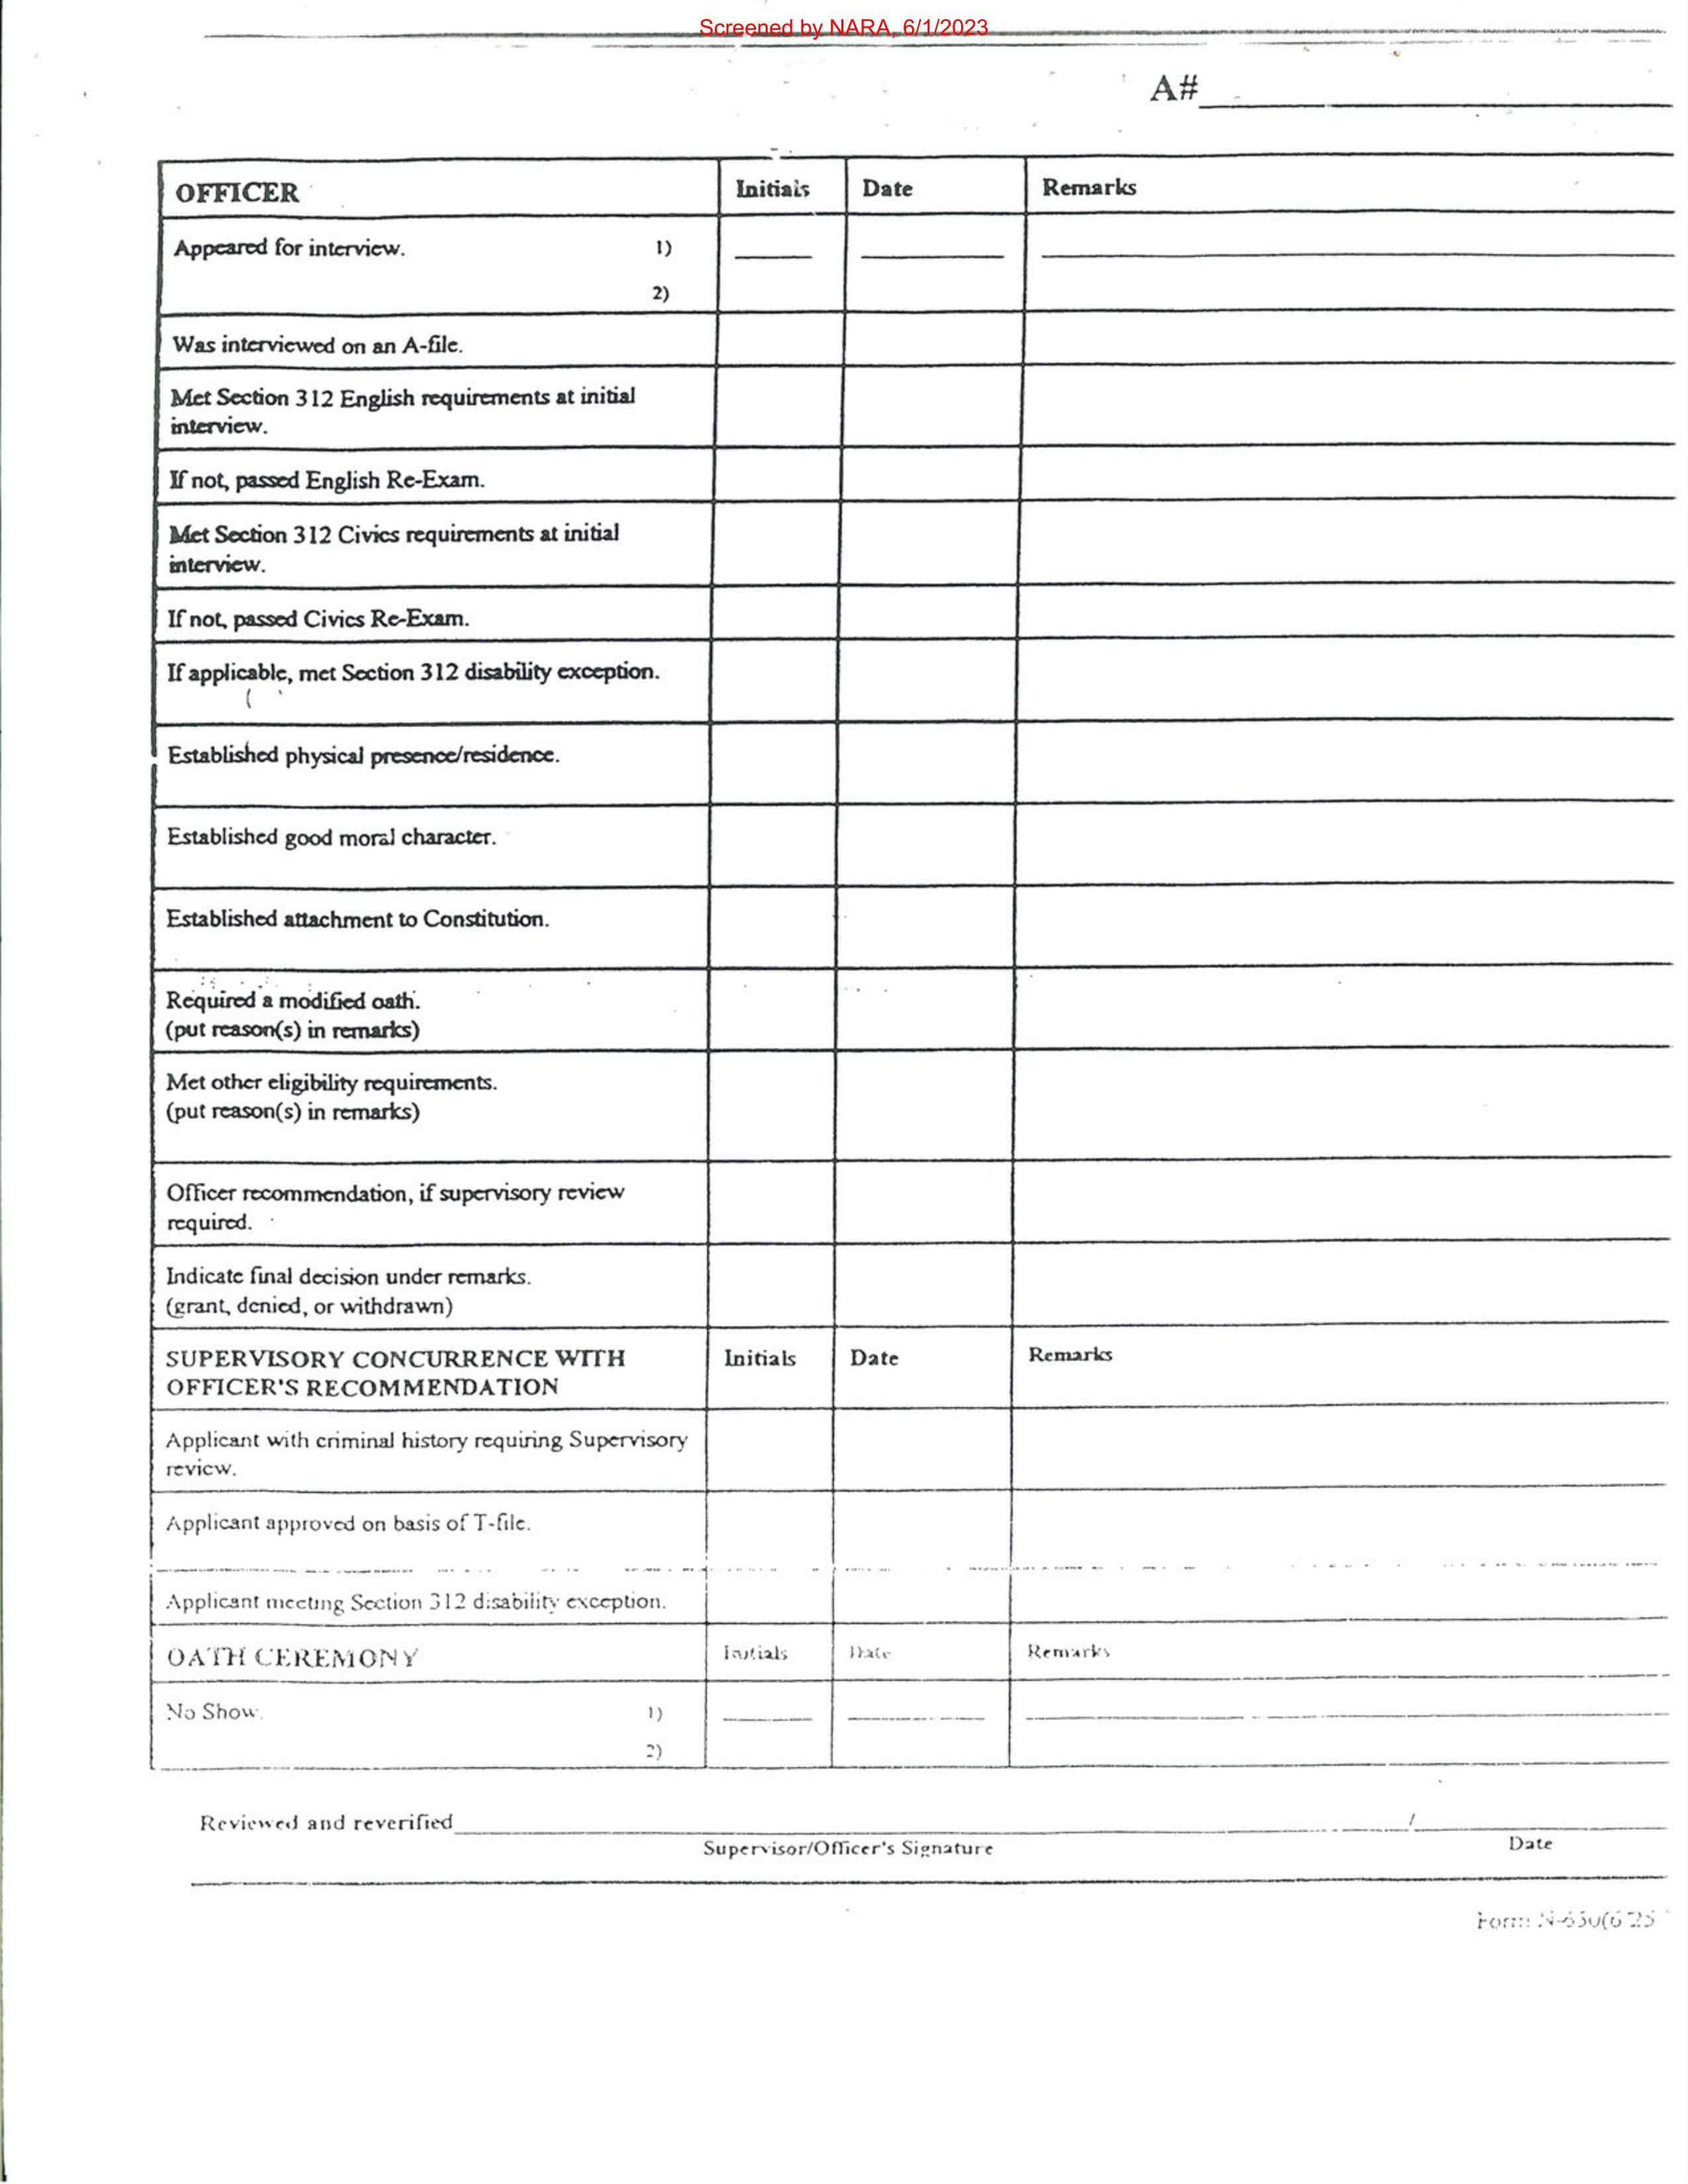 Screened by NARA, 6/1/2023
A#
OFFICER Initials Date Remarks
Appeared for interview. 1)
2)
Was interviewed on an A-file.
Met Section 312 English requirements at initial
interview.
If not, passed English Re-Exam.
Met Section 312 Civics requirements at initial
interview.
If not, passed Civics Re-Exam.
If applicable, met Section 312 disability exception.
Established physical presence/residence.
Established good moral character.
Established attachment to Constitution.
Required a modified oath.
(put reason(s) in remarks)
Met other eligibility requirements.
(put reason(s) in remarks)
Officer recommendation, if supervisory review
required.
Indicate final decision under remarks.
(grant, denied, or withdrawn)
SUPERVISORY CONCURRENCE WITH Initials Date Remarks
OFFICER'S RECOMMENDATION
Applicant with criminal history requiring Supervisory
review.
Applicant approved on basis of T-file.
Applicant meeting Section 312 disability exception.
OATH CEREMONY Initials Date Remarks
No Show. 1)
2)
Reviewed and reverified /
Supervisor/Officer's Signature Date
Form